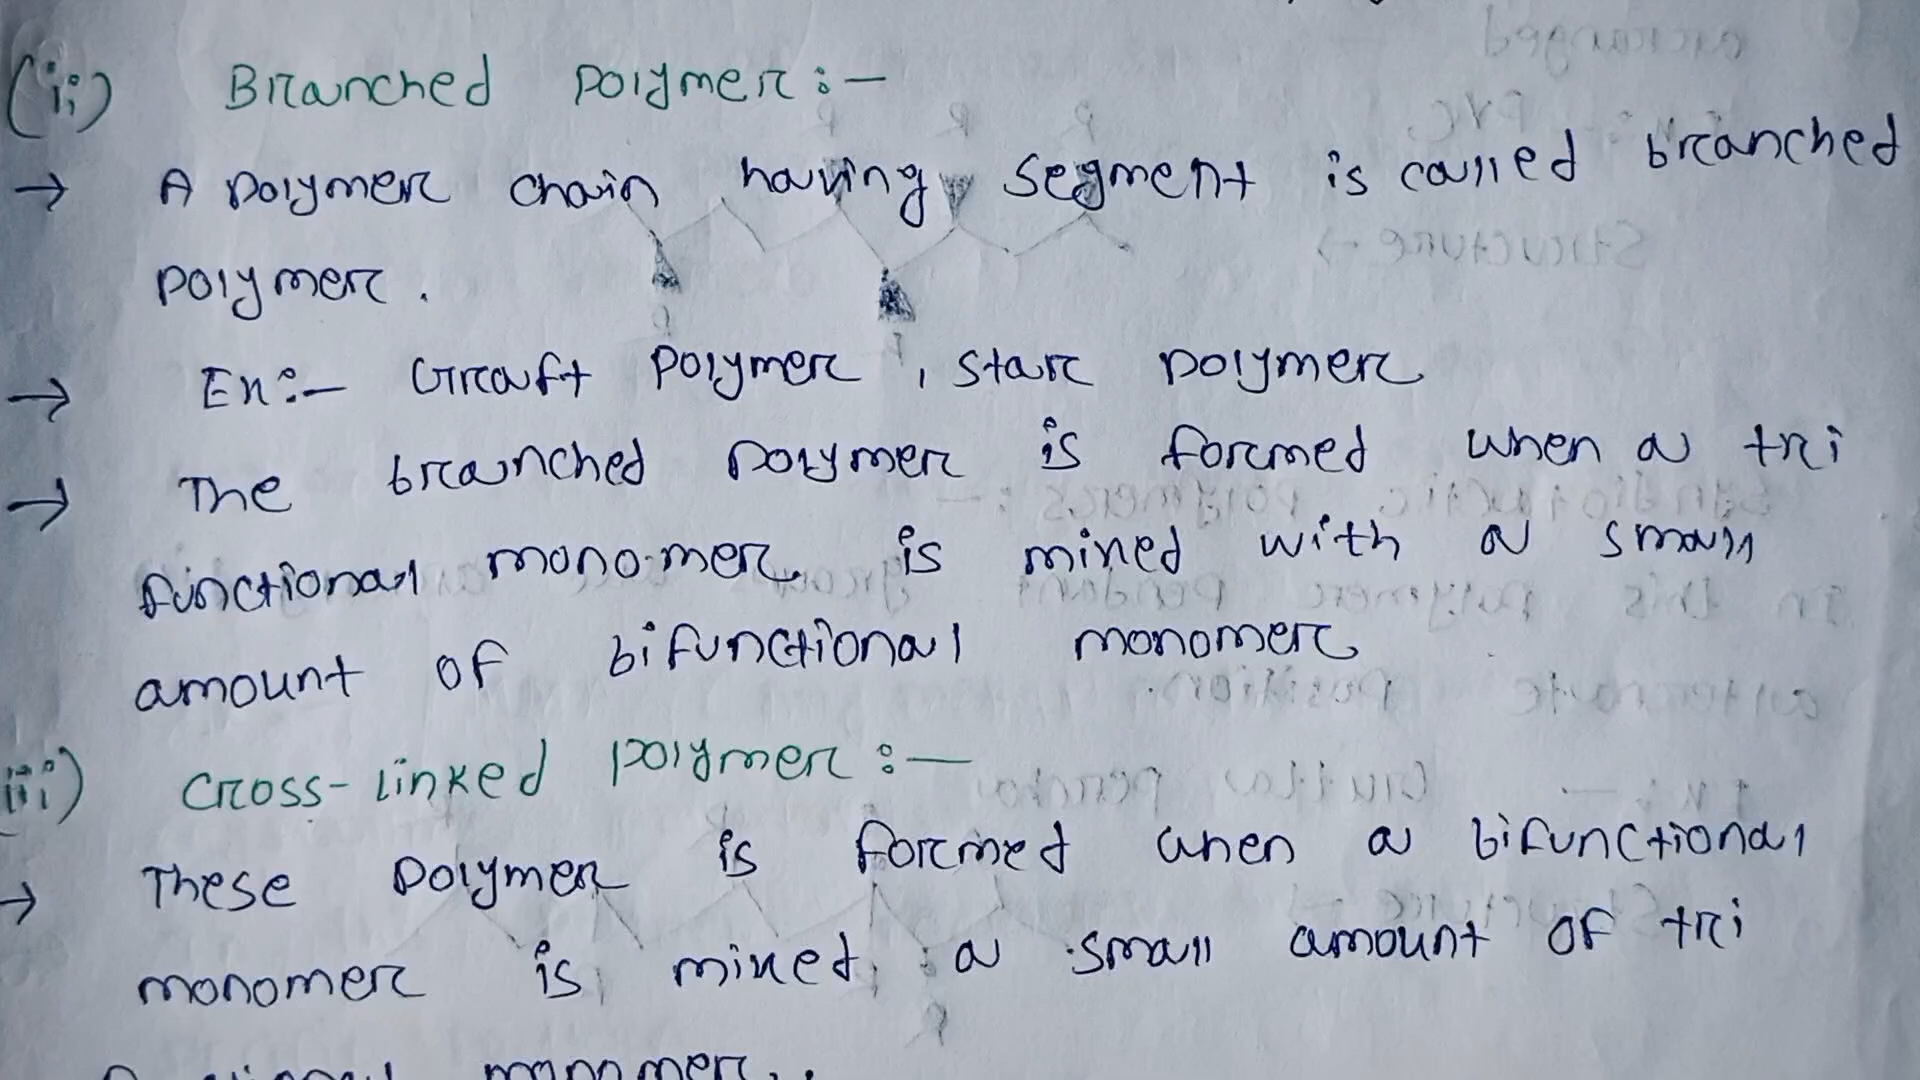 (ii) Branched polymer :-
→ A polymer chain having segment is called branched
polymer.
→ Ex:- Graft polymer, star polymer
→ The branched polymer is formed when a tri
functional monomer is mixed with a small
amount of bifunctional monomer
iii) Cross-linked polymer :-
→ These polymer is formed when a bifunctional
monomer is mixed a small amount of tri
monomer.